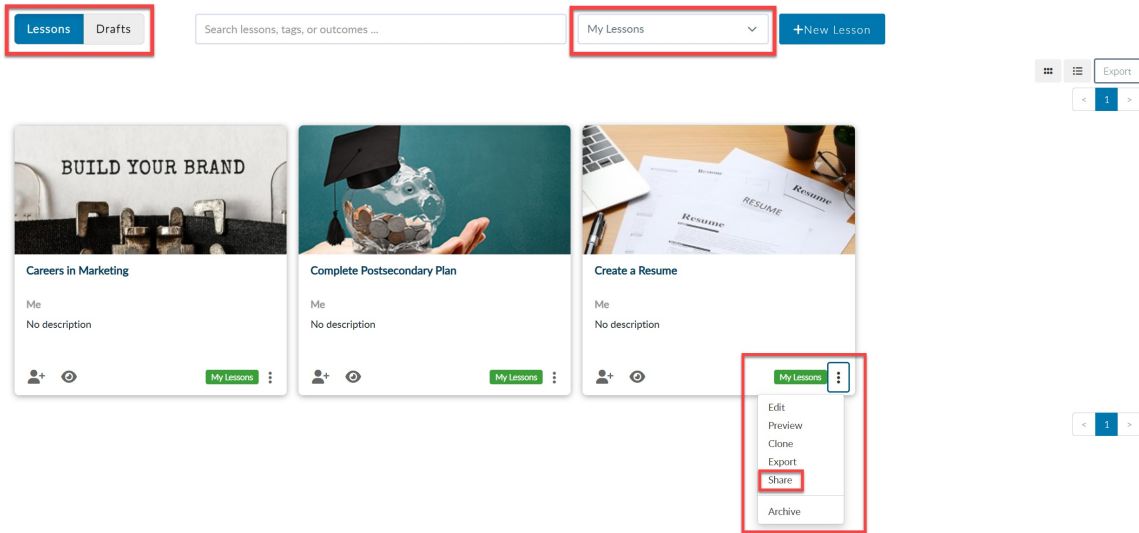 Lessons Drafts Search lessons, tags, or outcomes ... My Lessons +New Lesson
Export
< 1 >
BUILD YOUR BRAND
Resume
Resume
RESUME
Resume
Careers in Marketing
Me
No description
My Lessons
Complete Postsecondary Plan
Me
No description
My Lessons
Create a Resume
Me
No description
My Lessons
Edit
Preview
Clone
Export
Share
Archive
< 1 >